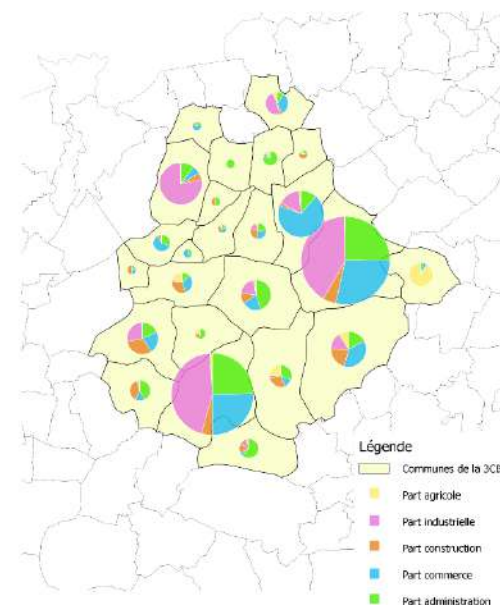 Légende
Communes de la 3CB
Part agricole
Part industrielle
Part construction
Part commerce
Part administration